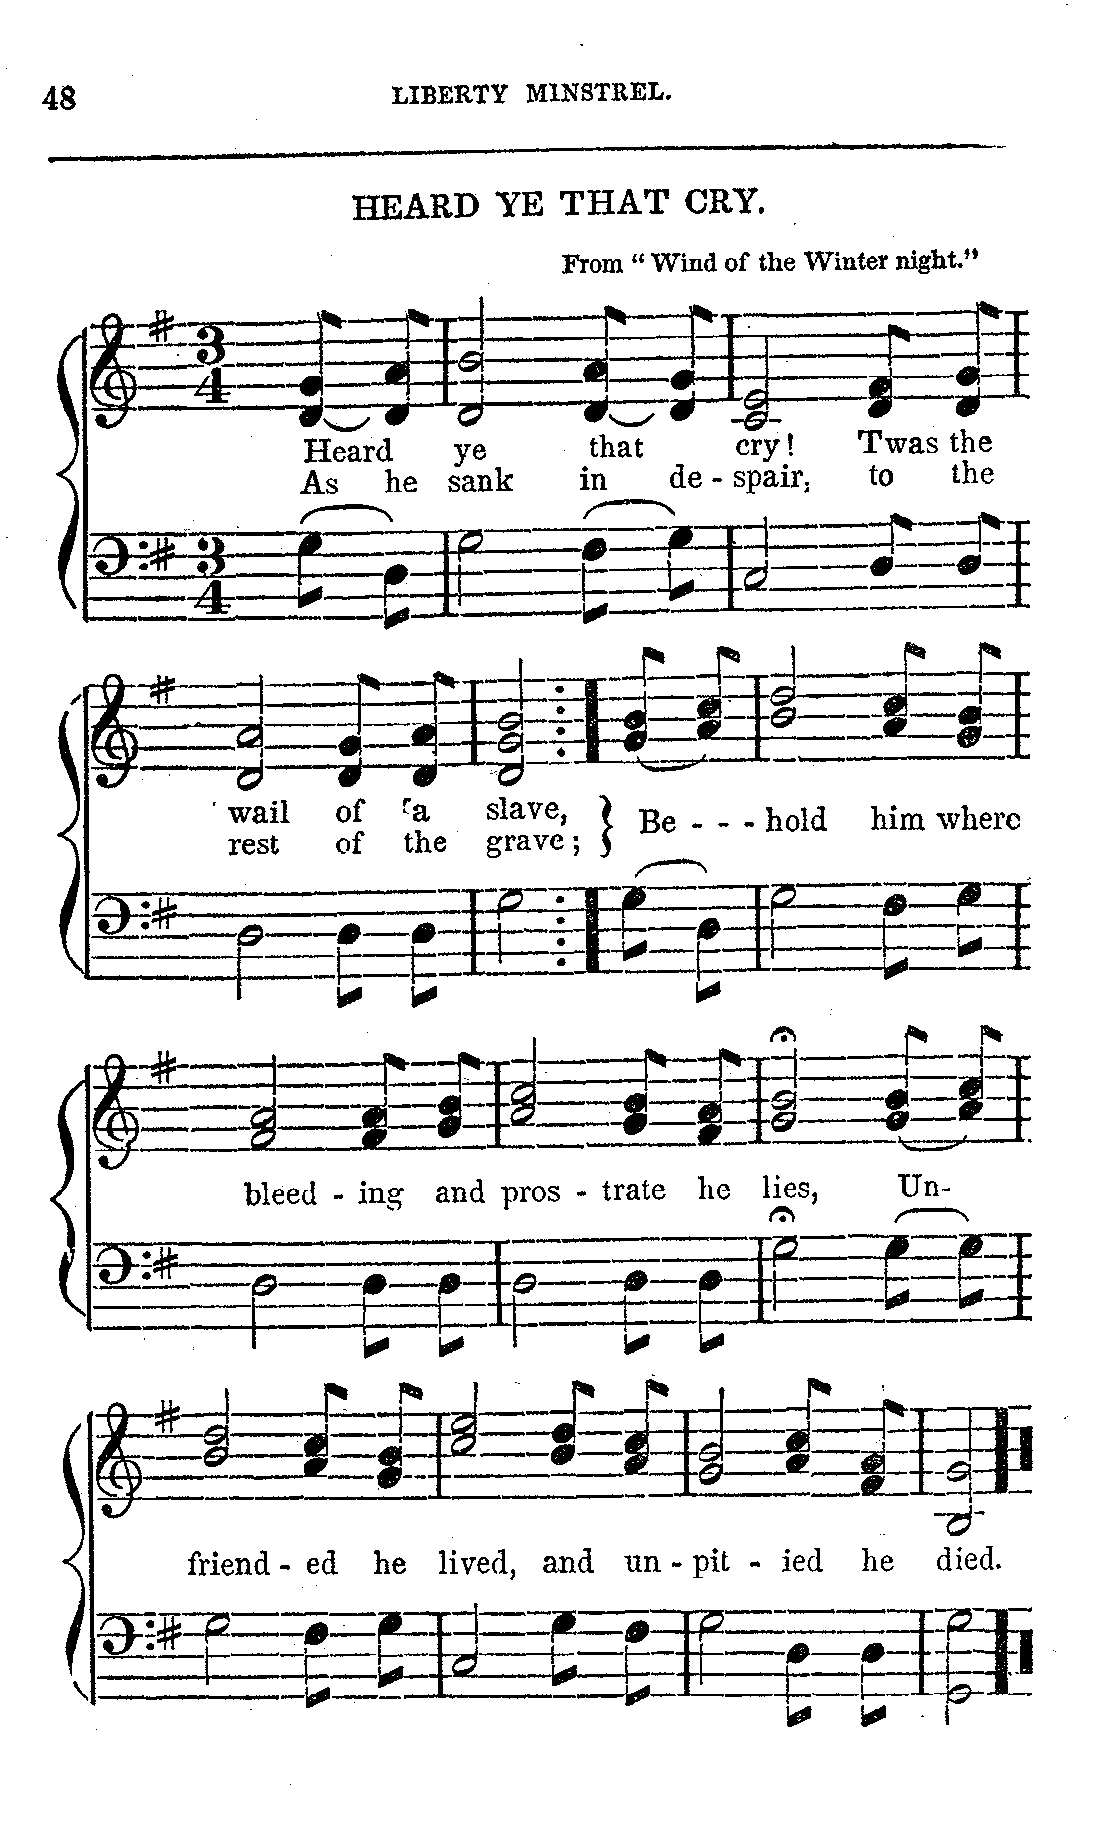 48 LIBERTY MINSTREL.
HEARD YE THAT CRY.
From "Wind of the Winter night."
3
4
Heard ye that cry! Twas the
As he sank in de - spair, to the
3
4
wail of a slave, } Be - - - hold him where
rest of the grave; }
bleed - ing and pros - trate he lies, Un-
friend - ed he lived, and un - pit - ied he died.